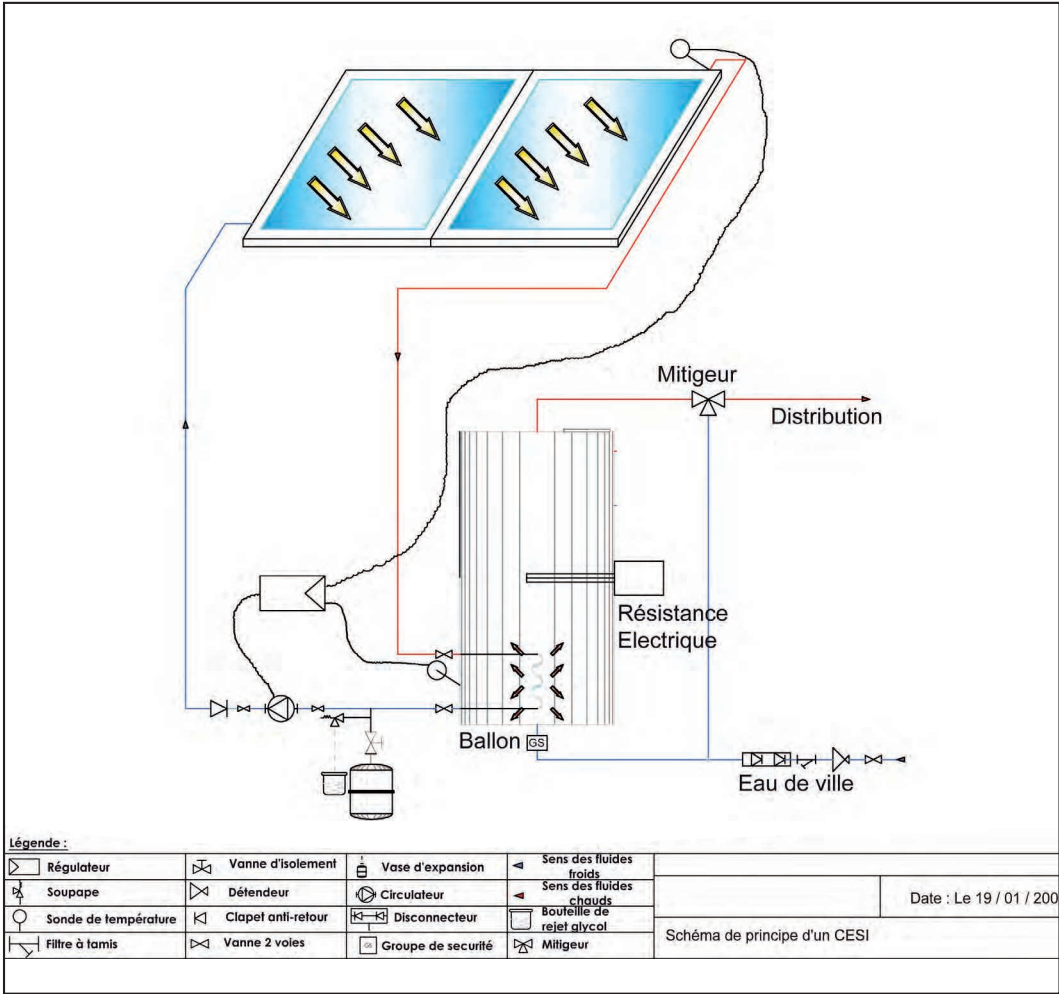 Mitigeur
Distribution
Résistance
Electrique
Ballon
GS
Eau de ville
Légende :
Régulateur
Vanne d'isolement
Vase d'expansion
Sens des fluides
froids
Soupape
Détendeur
Circulateur
Sens des fluides
chauds
Sonde de température
Clapet anti-retour
Disconnecteur
Bouteille de
rejet glycol
Filtre à tamis
Vanne 2 voies
GS
Groupe de securité
Mitigeur
Date : Le 19 / 01 / 200
Schéma de principe d'un CESI